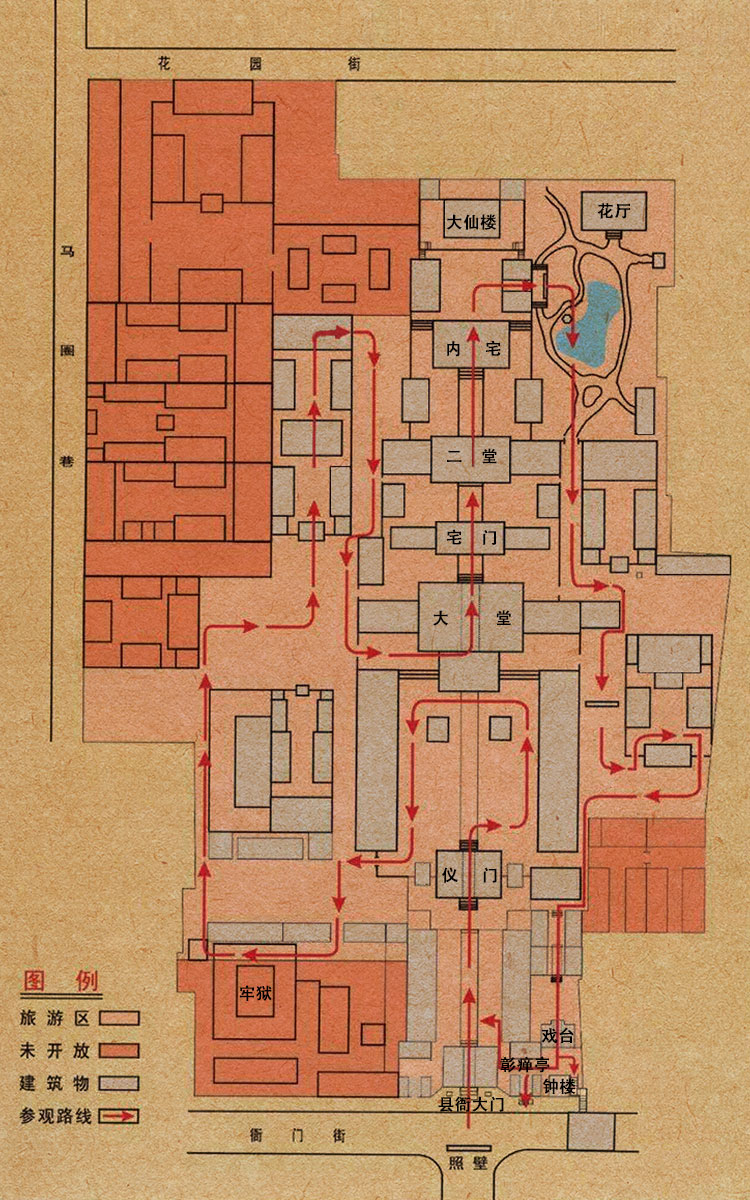 花园街
大仙楼
花厅
马圈巷
内宅
二堂
宅门
大堂
仪门
牢狱
图例
旅游区
未开放
建筑物
参观路线
戏台
彰瘅亭
钟楼
县衙大门
衙门街
照壁